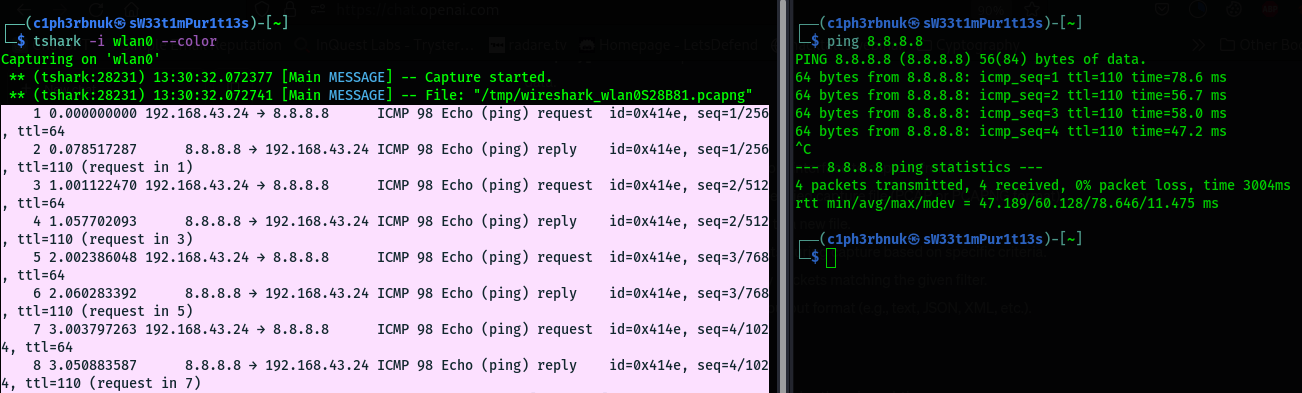 ┌──(c1ph3rbnuk㉿ sW33t1mPur1t13s)-[~]
└─$ tshark -i wlan0 --color
Capturing on 'wlan0'
 ** (tshark:28231) 13:30:32.072377 [Main MESSAGE] -- Capture started.
 ** (tshark:28231) 13:30:32.072741 [Main MESSAGE] -- File: "/tmp/wireshark_wlan0S28B81.pcapng"
    1 0.000000000 192.168.43.24 → 8.8.8.8      ICMP 98 Echo (ping) request  id=0x414e, seq=1/256
, ttl=64
    2 0.078517287      8.8.8.8 → 192.168.43.24 ICMP 98 Echo (ping) reply    id=0x414e, seq=1/256
, ttl=110 (request in 1)
    3 1.001122470 192.168.43.24 → 8.8.8.8      ICMP 98 Echo (ping) request  id=0x414e, seq=2/512
, ttl=64
    4 1.057702093      8.8.8.8 → 192.168.43.24 ICMP 98 Echo (ping) reply    id=0x414e, seq=2/512
, ttl=110 (request in 3)
    5 2.002386048 192.168.43.24 → 8.8.8.8      ICMP 98 Echo (ping) request  id=0x414e, seq=3/768
, ttl=64
    6 2.060283392      8.8.8.8 → 192.168.43.24 ICMP 98 Echo (ping) reply    id=0x414e, seq=3/768
, ttl=110 (request in 5)
    7 3.003797263 192.168.43.24 → 8.8.8.8      ICMP 98 Echo (ping) request  id=0x414e, seq=4/102
4, ttl=64
    8 3.050883587      8.8.8.8 → 192.168.43.24 ICMP 98 Echo (ping) reply    id=0x414e, seq=4/102
4, ttl=110 (request in 7)
┌──(c1ph3rbnuk㉿ sW33t1mPur1t13s)-[~]
└─$ ping 8.8.8.8
PING 8.8.8.8 (8.8.8.8) 56(84) bytes of data.
64 bytes from 8.8.8.8: icmp_seq=1 ttl=110 time=78.6 ms
64 bytes from 8.8.8.8: icmp_seq=2 ttl=110 time=56.7 ms
64 bytes from 8.8.8.8: icmp_seq=3 ttl=110 time=58.0 ms
64 bytes from 8.8.8.8: icmp_seq=4 ttl=110 time=47.2 ms
^C
--- 8.8.8.8 ping statistics ---
4 packets transmitted, 4 received, 0% packet loss, time 3004ms
rtt min/avg/max/mdev = 47.189/60.128/78.646/11.475 ms
┌──(c1ph3rbnuk㉿ sW33t1mPur1t13s)-[~]
└─$